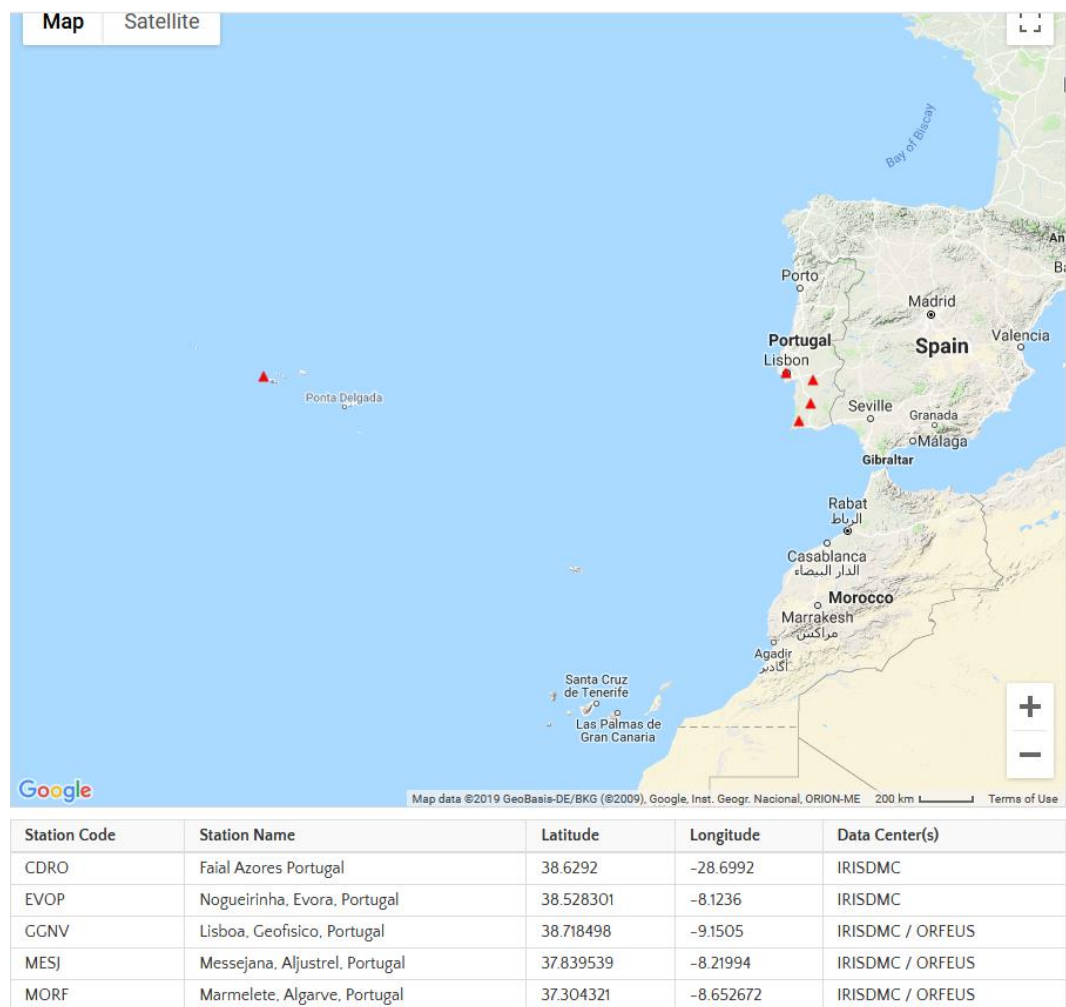 Map Satellite
Bay of Biscay
An
Ba
Porto
Madrid
Portugal
Spain
Valencia
Lisbon
Ponta Delgada
Seville
Granada
Málaga
Gibraltar
Rabat
الرباط
Casablanca
الدار البيضاء
Morocco
Marrakesh
مراكش
Agadir
أكادير
Santa Cruz
de Tenerife
Las Palmas de
Gran Canaria
Google
Map data ©2019 GeoBasis-DE/BKG (©2009), Google, Inst. Geogr. Nacional, ORION-ME 200 km Terms of Use
Station Code Station Name Latitude Longitude Data Center(s)
CDRO Faial Azores Portugal 38.6292 -28.6992 IRISDMC
EVOP Nogueirinha, Evora, Portugal 38.528301 -8.1236 IRISDMC
GGNV Lisboa, Geofisico, Portugal 38.718498 -9.1505 IRISDMC / ORFEUS
MESJ Messejana, Aljustrel, Portugal 37.839539 -8.21994 IRISDMC / ORFEUS
MORF Marmelete, Algarve, Portugal 37.304321 -8.652672 IRISDMC / ORFEUS